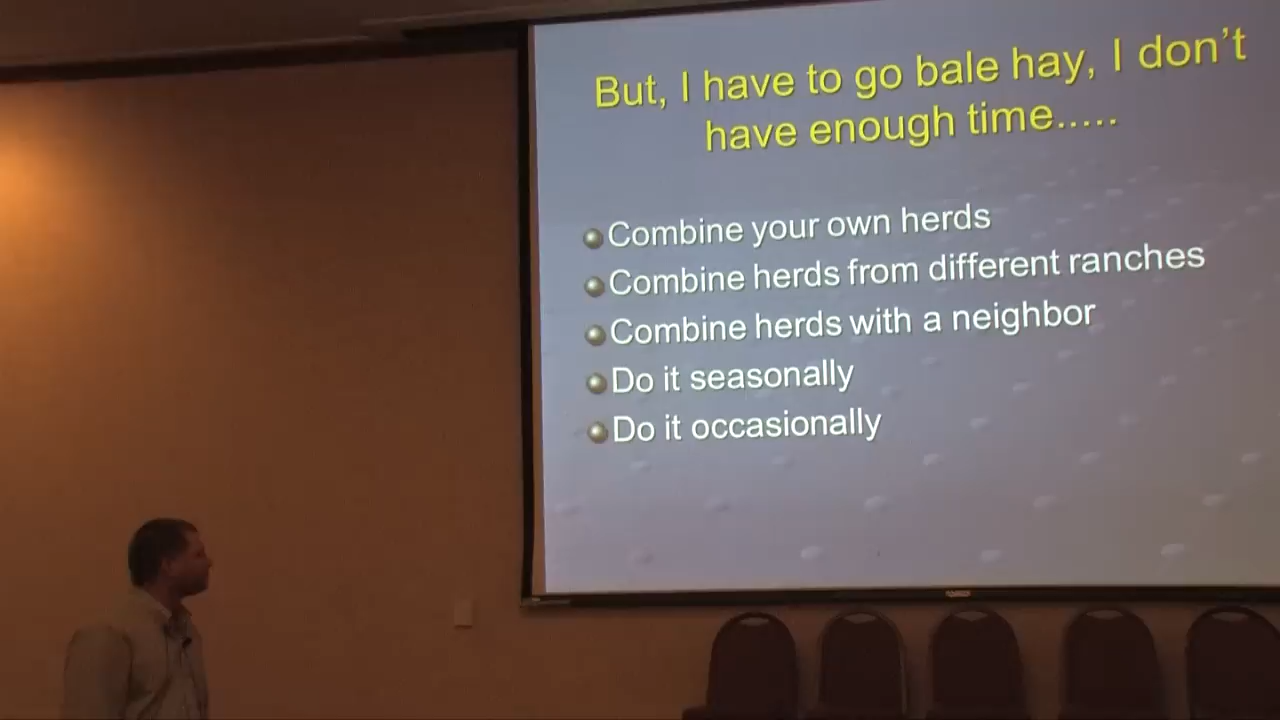 But, I have to go bale hay, I don't
have enough time.....
Combine your own herds
Combine herds from different ranches
Combine herds with a neighbor
Do it seasonally
Do it occasionally